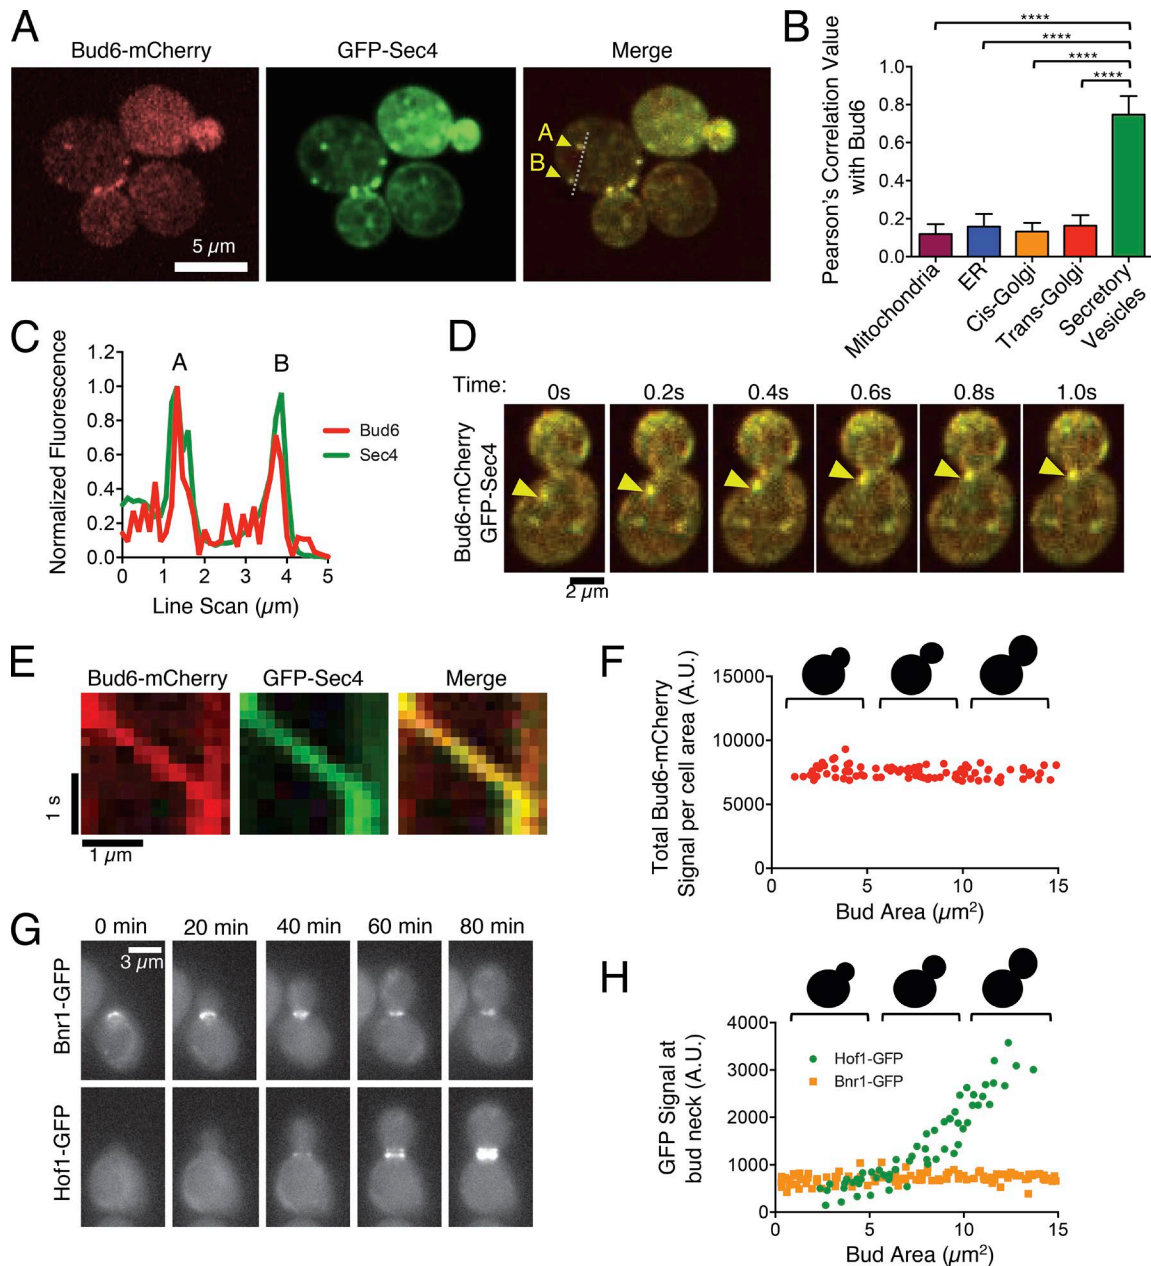 A
Bud6-mCherry
GFP-Sec4
Merge
5 µm
A
B
B
****
****
****
****
Pearson's Correlation Value
with Bud6
1.0
0.8
0.6
0.4
0.2
0.0
Mitochondria
ER
Cis-Golgi
Trans-Golgi
Secretory
Vesicles
C
Normalized Fluorescence
1.2
1.0
0.8
0.6
0.4
0.2
0.0
A
B
Bud6
Sec4
0 1 2 3 4 5
Line Scan (µm)
D
Time: 0s 0.2s 0.4s 0.6s 0.8s 1.0s
Bud6-mCherry
GFP-Sec4
2 µm
E
Bud6-mCherry
GFP-Sec4
Merge
1 s
1 µm
F
Total Bud6-mCherry
Signal per cell area (A.U.)
15000
10000
5000
0
0 5 10 15
Bud Area (µm²)
G
0 min 20 min 40 min 60 min 80 min
3 µm
Bnr1-GFP
Hof1-GFP
H
GFP Signal at
bud neck (A.U.)
4000
3000
2000
1000
0
Hof1-GFP
Bnr1-GFP
0 5 10 15
Bud Area (µm²)